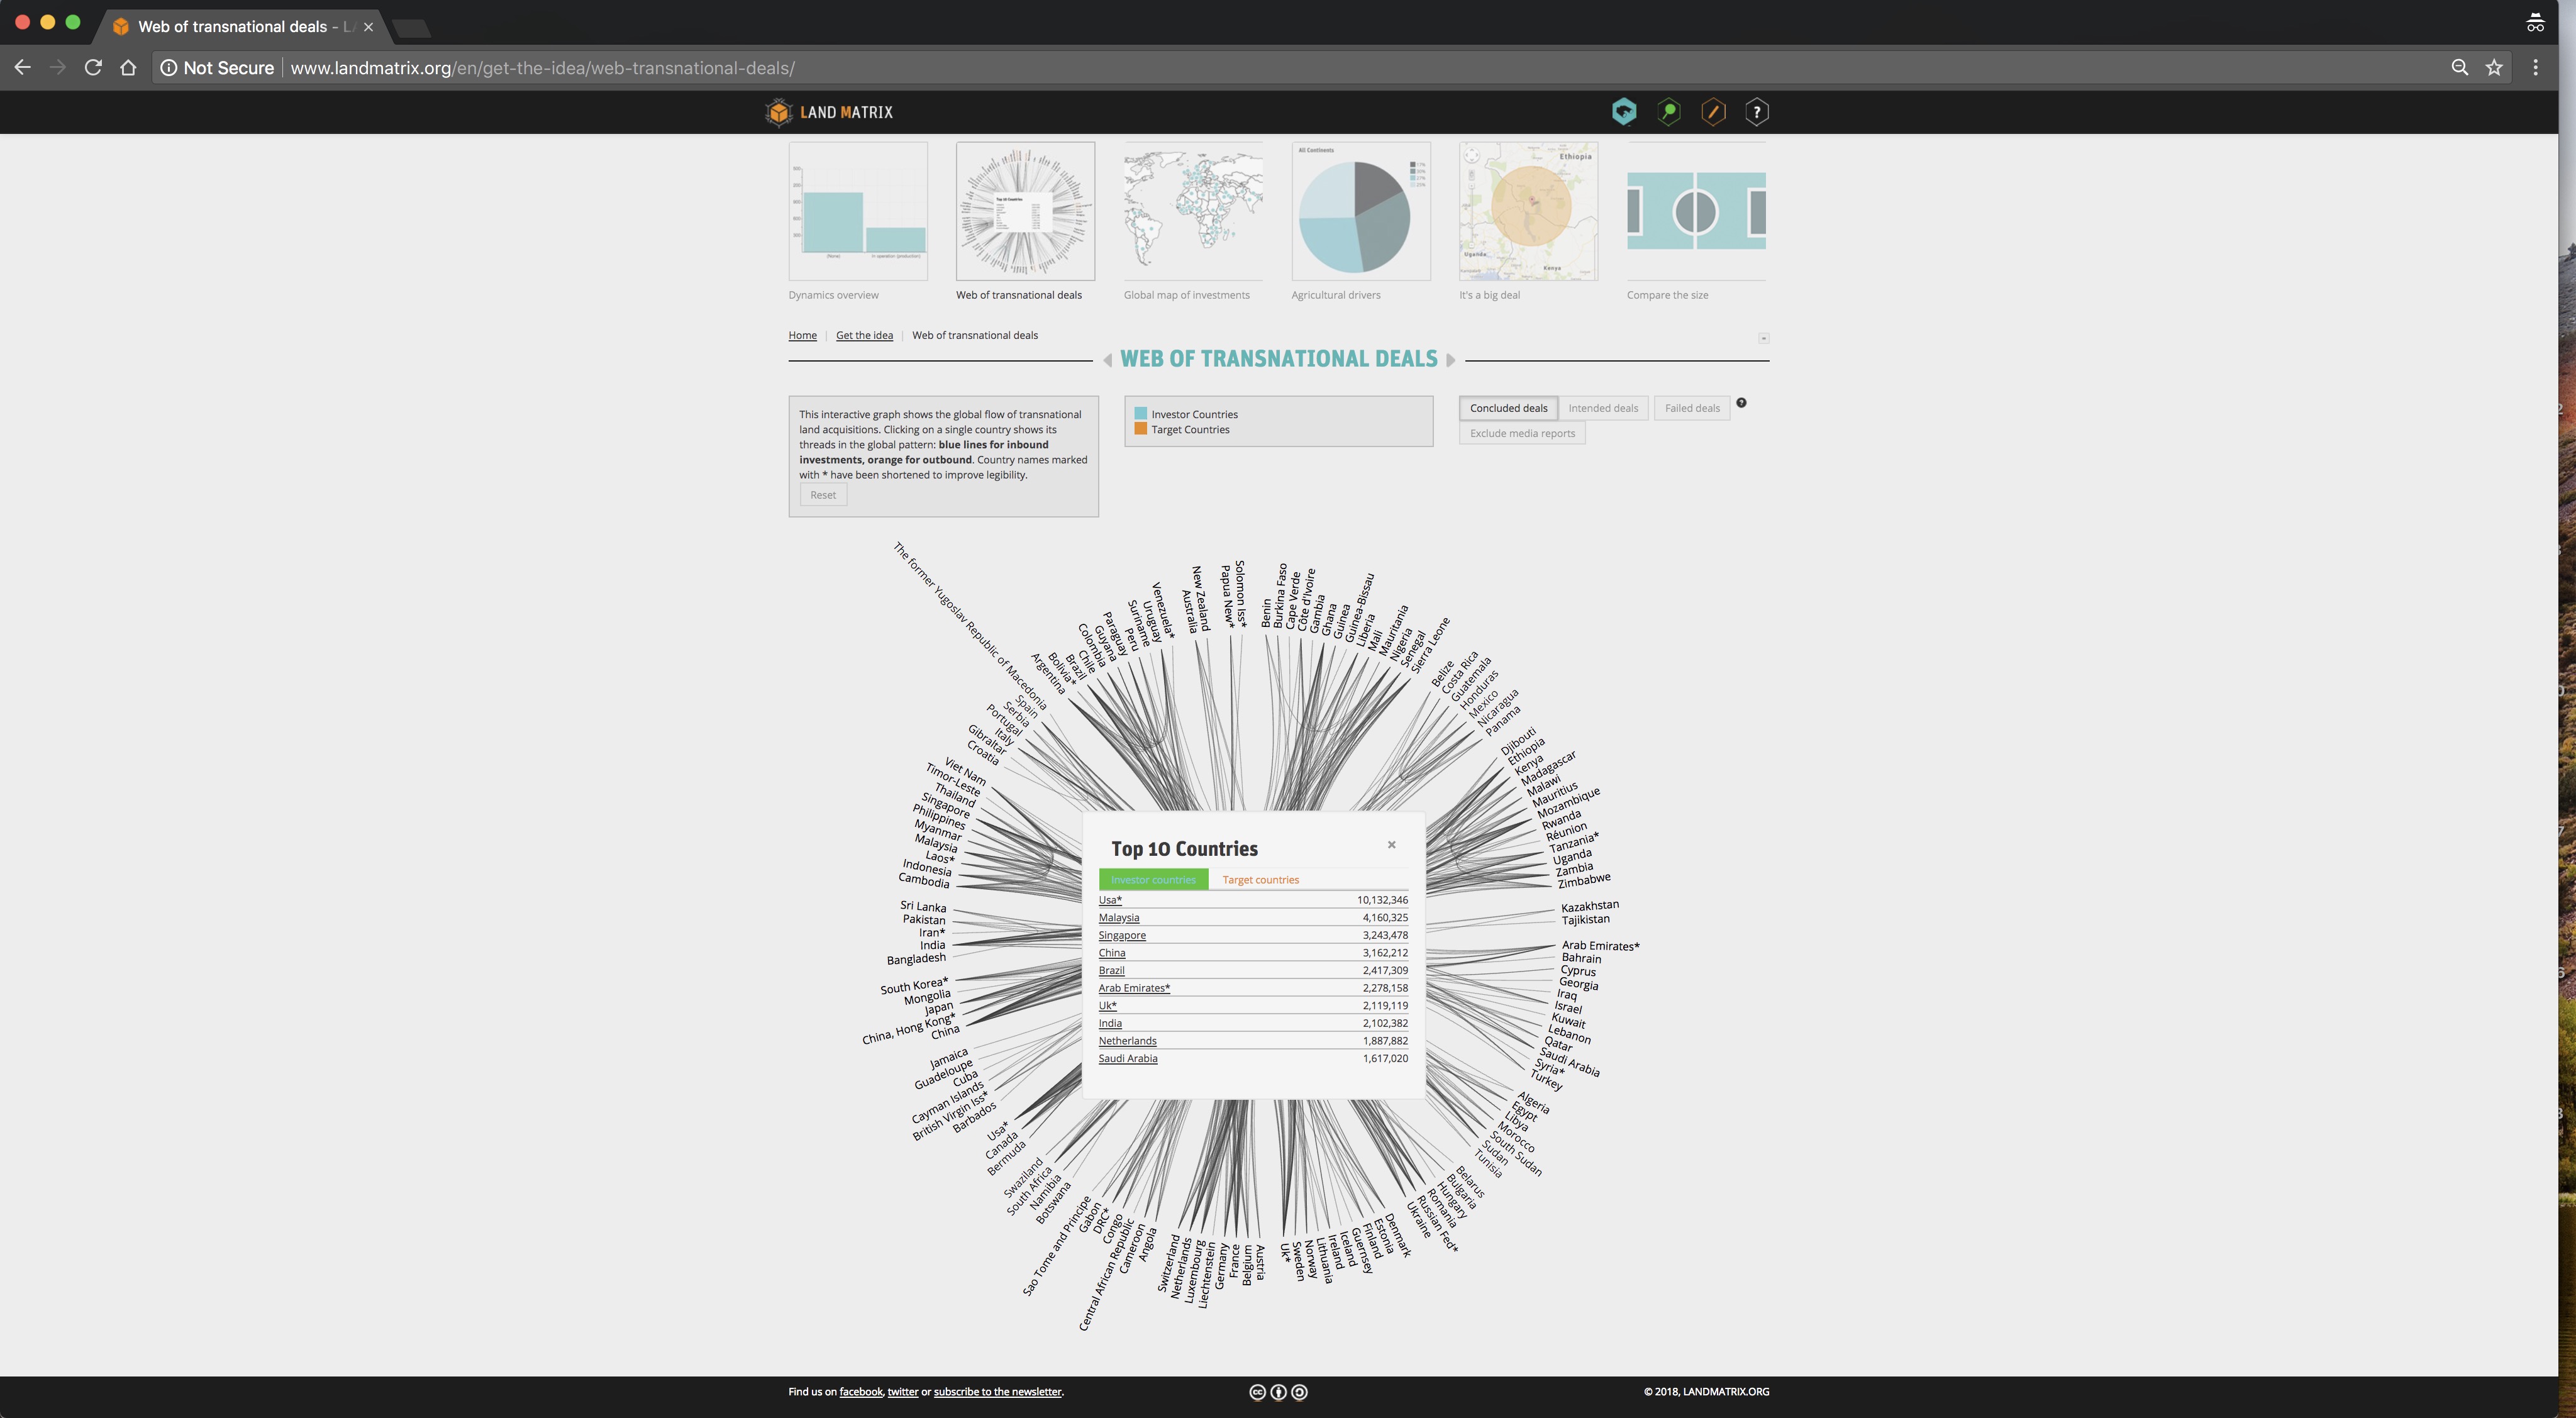 Web of transnational deals - L
Not Secure www.landmatrix.org/en/get-the-idea/web-transnational-deals/
LAND MATRIX
?
All Continents
Ethiopia
Uganda
Kenya
Top 10 Countries
(None)
In operation (production)
Dynamics overview
Web of transnational deals
Global map of investments
Agricultural drivers
It's a big deal
Compare the size
Home
Get the idea
Web of transnational deals
WEB OF TRANSNATIONAL DEALS
This interactive graph shows the global flow of transnational
land acquisitions. Clicking on a single country shows its
threads in the global pattern: blue lines for inbound
investments, orange for outbound. Country names marked
with * have been shortened to improve legibility.
Reset
Investor Countries
Target Countries
Concluded deals
Intended deals
Failed deals
?
Exclude media reports
Benin
Burkina Faso
Cape Verde
Côte d'Ivoire
Gambia
Ghana
Guinea
Guinea-Bissau
Liberia
Mali
Mauritania
Nigeria
Senegal
Sierra Leone
Belize
Costa Rica
Guatemala
Honduras
Mexico
Nicaragua
Panama
Djibouti
Ethiopia
Kenya
Madagascar
Malawi
Mauritius
Mozambique
Rwanda
Réunion
Tanzania*
Uganda
Zambia
Zimbabwe
Kazakhstan
Tajikistan
Arab Emirates*
Bahrain
Cyprus
Georgia
Iraq
Israel
Kuwait
Lebanon
Qatar
Saudi Arabia
Syria*
Turkey
Algeria
Egypt
Libya
Morocco
South Sudan
Sudan
Tunisia
Belarus
Bulgaria
Hungary
Romania
Russian Fed*
Ukraine
Denmark
Estonia
Finland
Guernsey
Iceland
Ireland
Lithuania
Norway
Sweden
Uk*
Austria
Belgium
France
Germany
Liechtenstein
Luxembourg
Netherlands
Switzerland
Angola
Cameroon
Central African Republic
Congo
DRC*
Gabon
Sao Tome and Principe
Botswana
Namibia
South Africa
Swaziland
Bermuda
Canada
Usa*
Barbados
British Virgin Iss*
Cayman Islands
Cuba
Guadeloupe
Jamaica
China
China, Hong Kong*
Japan
Mongolia
South Korea*
Bangladesh
India
Iran*
Pakistan
Sri Lanka
Cambodia
Indonesia
Laos*
Malaysia
Myanmar
Philippines
Singapore
Thailand
Timor-Leste
Viet Nam
Croatia
Gibraltar
Italy
Portugal
Serbia
Spain
The former Yugoslav Republic of Macedonia
Argentina
Bolivia*
Brazil
Chile
Colombia
Guyana
Paraguay
Peru
Suriname
Uruguay
Venezuela*
Australia
New Zealand
Papua New*
Solomon Iss*
Top 10 Countries
Investor countries Target countries
Usa* 10,132,346
Malaysia 4,160,325
Singapore 3,243,478
China 3,162,212
Brazil 2,417,309
Arab Emirates* 2,278,158
Uk* 2,119,119
India 2,102,382
Netherlands 1,887,882
Saudi Arabia 1,617,020
Find us on facebook, twitter or subscribe to the newsletter.
cc
© 2018, LANDMATRIX.ORG